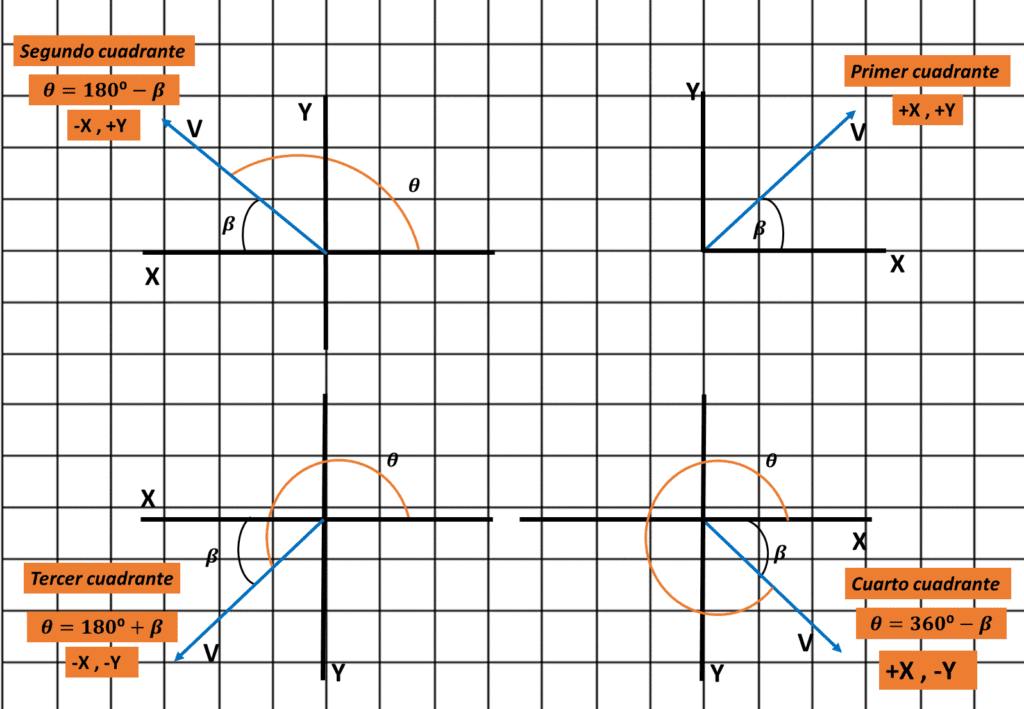 Segundo cuadrante
θ = 180º − β
-X , +Y
V
Y
θ
β
X
Primer cuadrante
+X , +Y
Y
V
β
X
X
θ
β
Tercer cuadrante
θ = 180º + β
-X , -Y
V
Y
θ
X
β
Cuarto cuadrante
θ = 360º − β
+X , -Y
V
Y